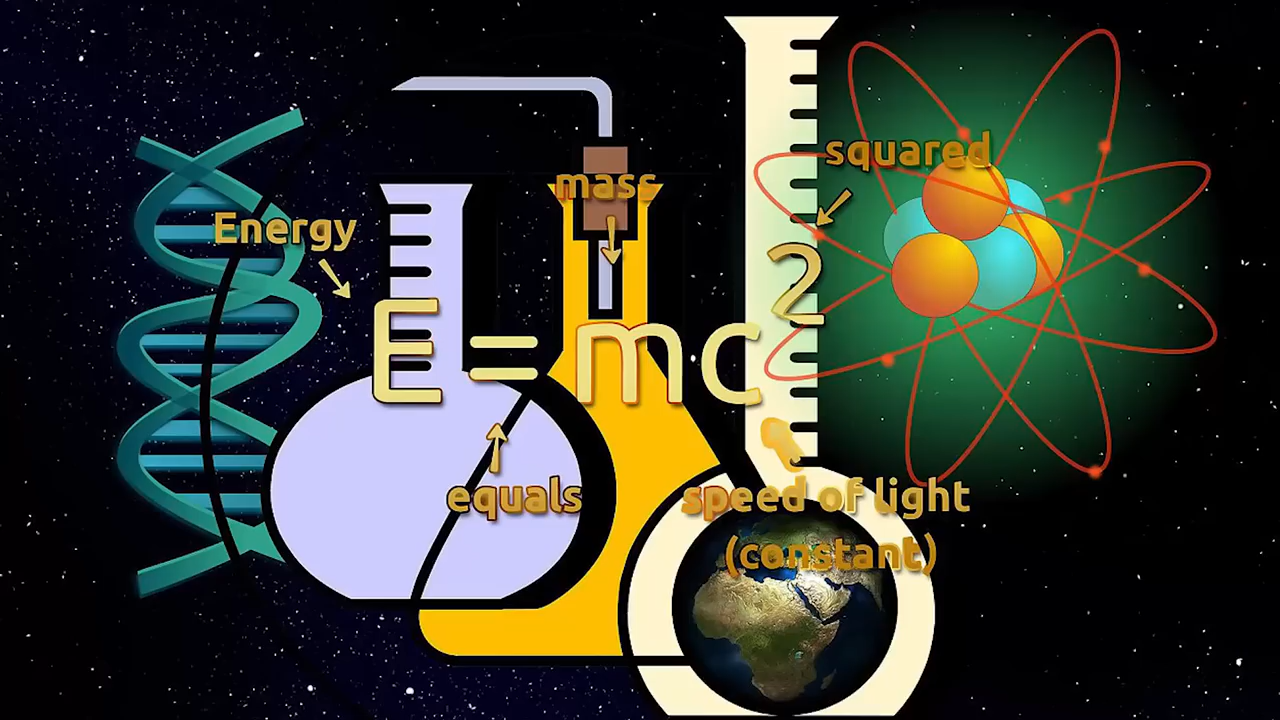 squared
mass
Energy
E = mc²
equals
speed of light
(constant)